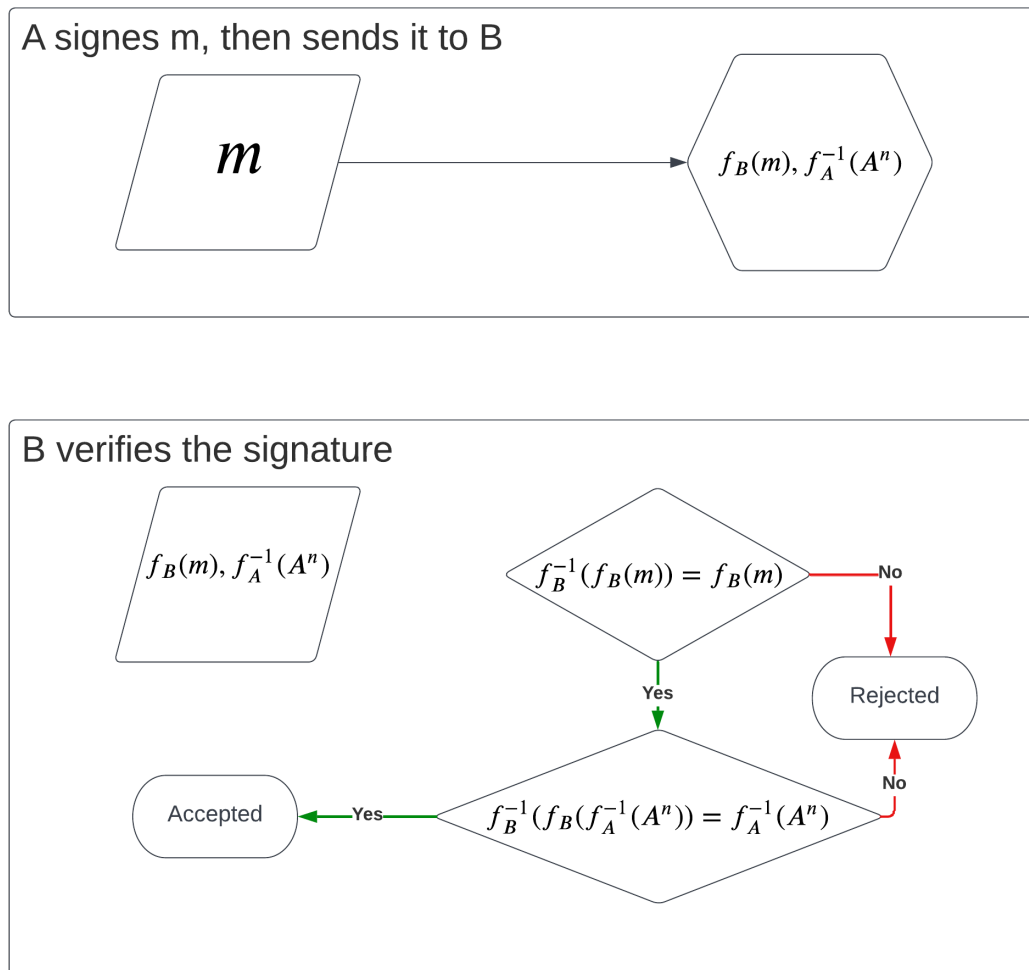 A signes m, then sends it to B
m
f_B(m), f_A^{-1}(A^n)
B verifies the signature
f_B(m), f_A^{-1}(A^n)
f_B^{-1}(f_B(m)) = f_B(m)
No
Yes
Rejected
No
Accepted
Yes
f_B^{-1}(f_B(f_A^{-1}(A^n)) = f_A^{-1}(A^n)